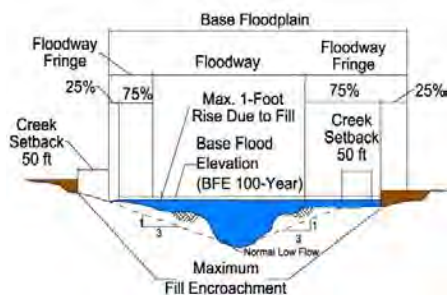 Base Floodplain
Floodway
Fringe
Floodway
Floodway
Fringe
25%
75%
75%
25%
Max. 1-Foot
Rise Due to Fill
Creek
Setback
50 ft
Base Flood
Elevation
(BFE 100-Year)
Creek
Setback
50 ft
1
3
1
3
Normal Low Flow
Maximum
Fill Encroachment